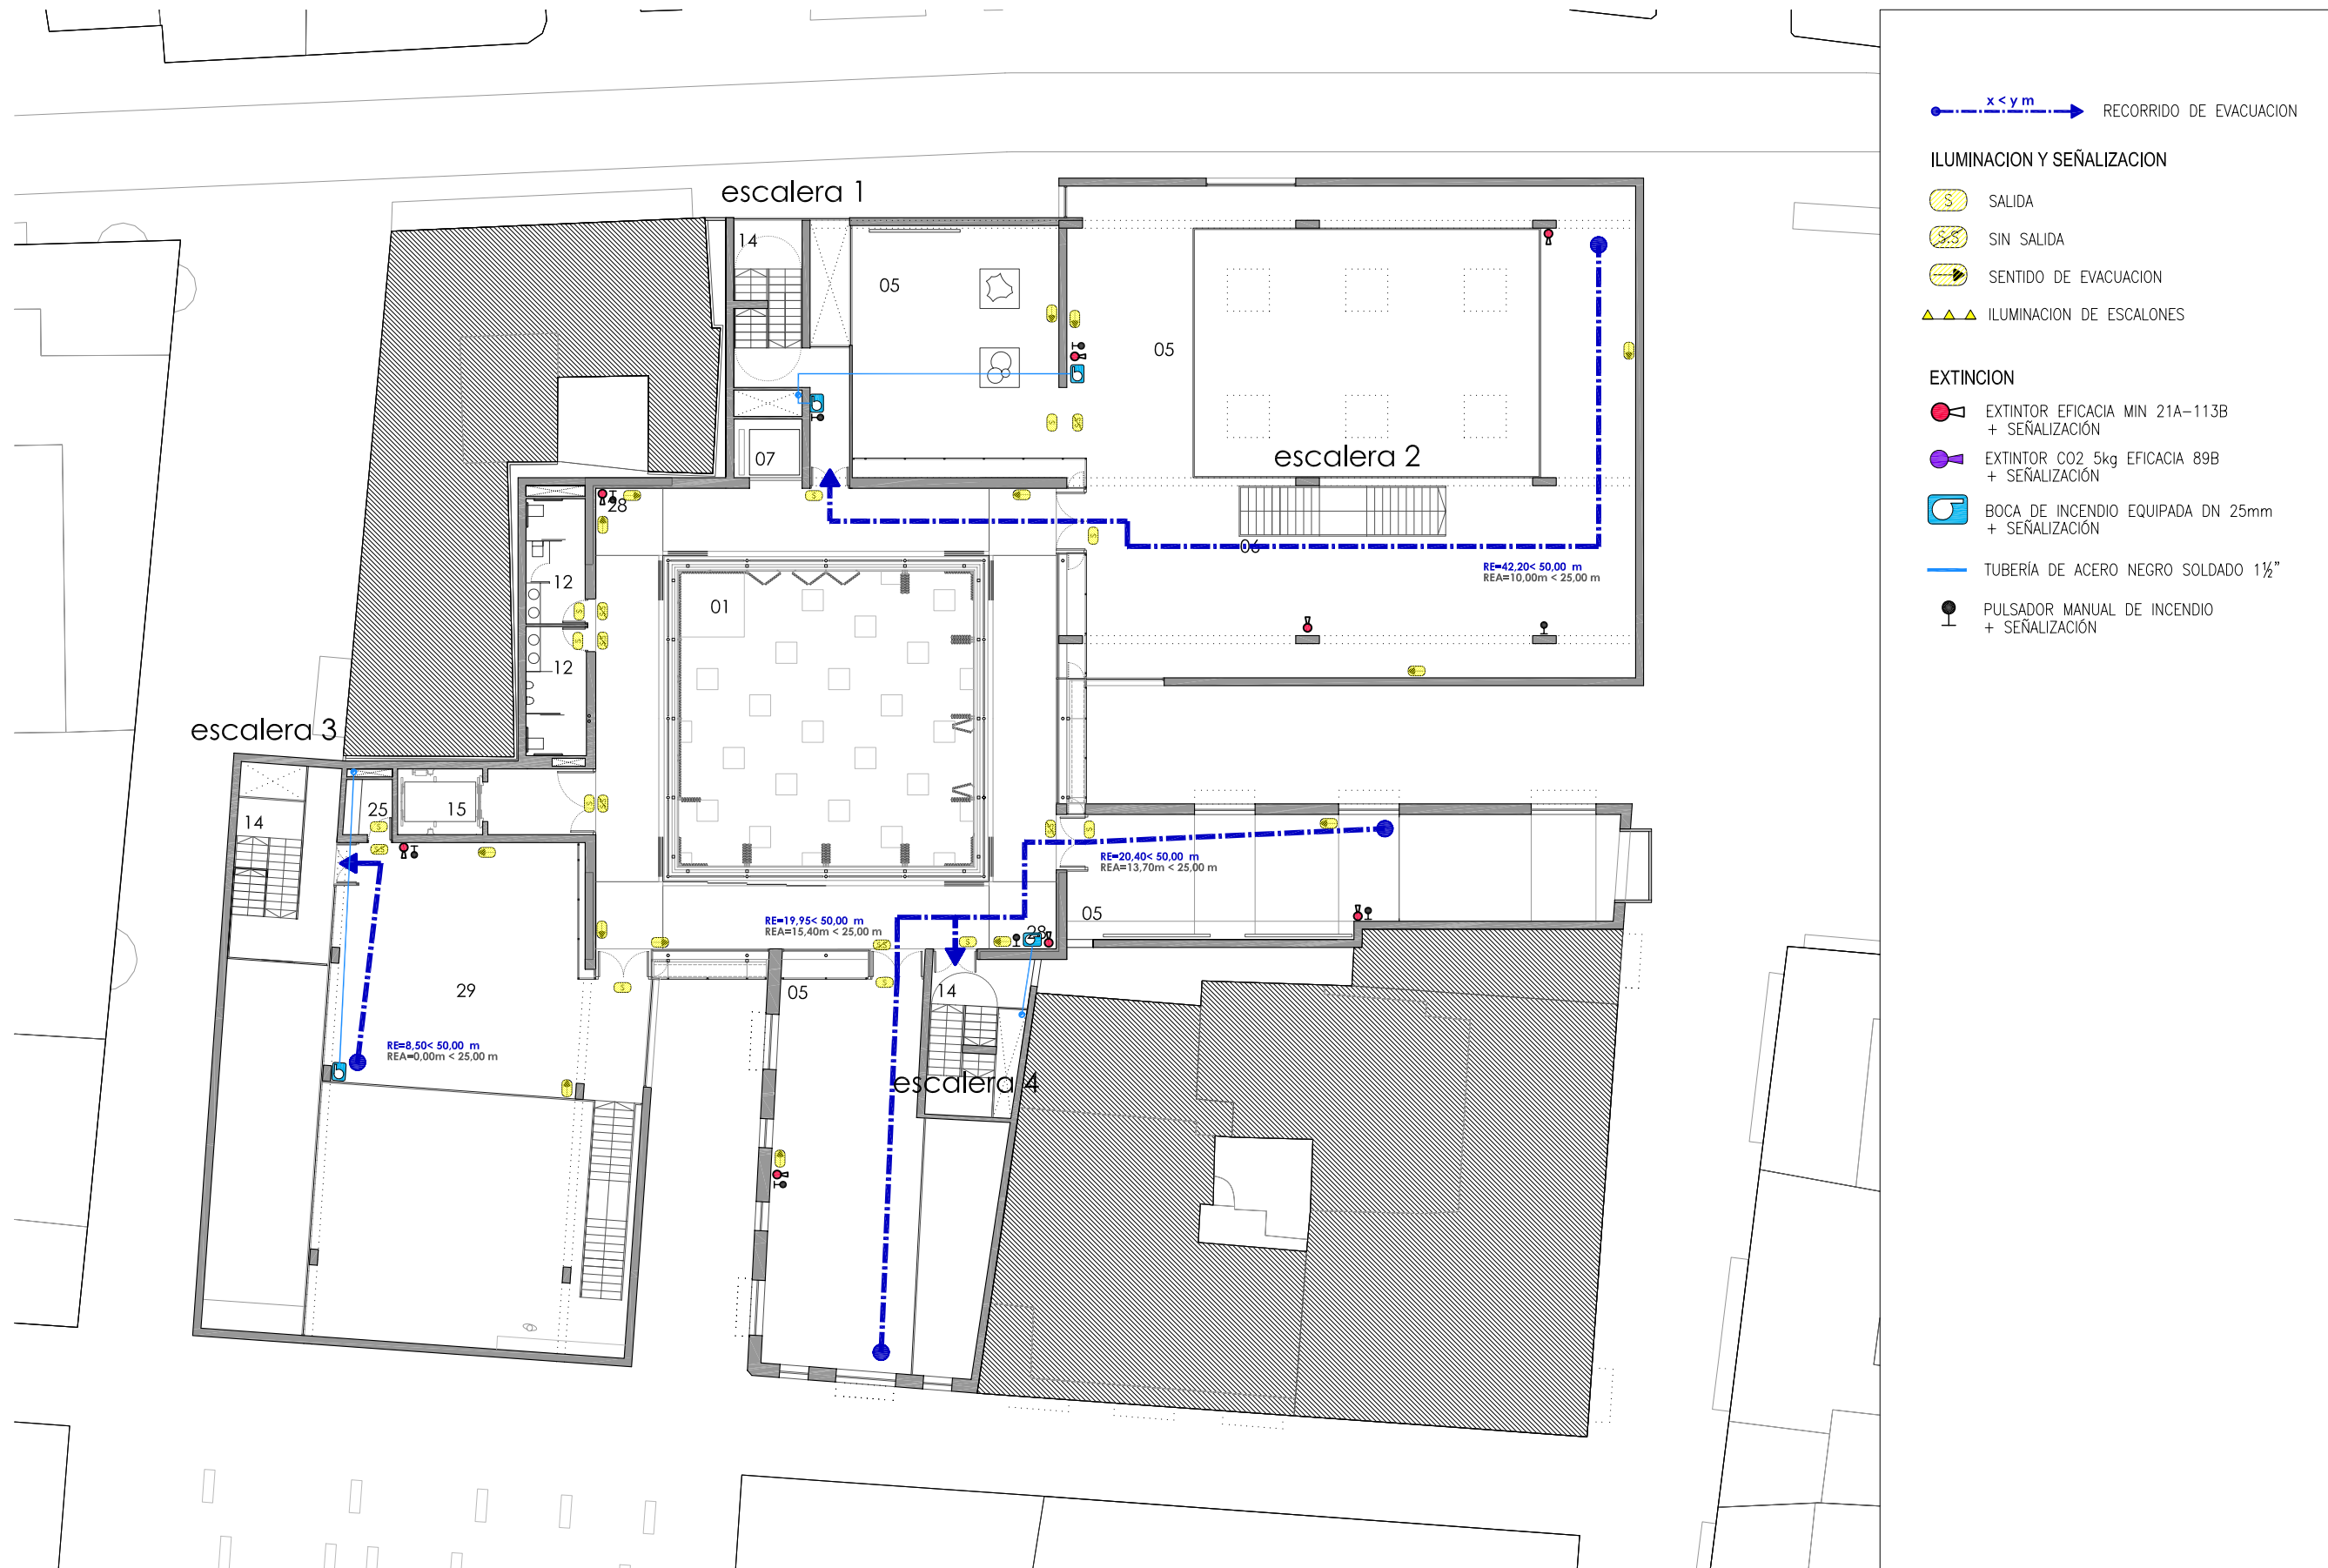 x < y m
RECORRIDO DE EVACUACION
ILUMINACION Y SEÑALIZACION
S
SALIDA
S.S
SIN SALIDA
SENTIDO DE EVACUACION
ILUMINACION DE ESCALONES
EXTINCION
EXTINTOR EFICACIA MIN 21A-113B
+ SEÑALIZACIÓN
EXTINTOR CO2 5kg EFICACIA 89B
+ SEÑALIZACIÓN
BOCA DE INCENDIO EQUIPADA DN 25mm
+ SEÑALIZACIÓN
TUBERÍA DE ACERO NEGRO SOLDADO 1½"
PULSADOR MANUAL DE INCENDIO
+ SEÑALIZACIÓN
escalera 1
14
05
05
07
escalera 2
28
06
RE=42,20< 50,00 m
REA=10,00m < 25,00 m
12
01
12
escalera 3
14
25
15
RE=20,40< 50,00 m
REA=13,70m < 25,00 m
05
RE=19,95< 50,00 m
REA=15,40m < 25,00 m
28
29
05
14
RE=8,50< 50,00 m
REA=0,00m < 25,00 m
escalera 4